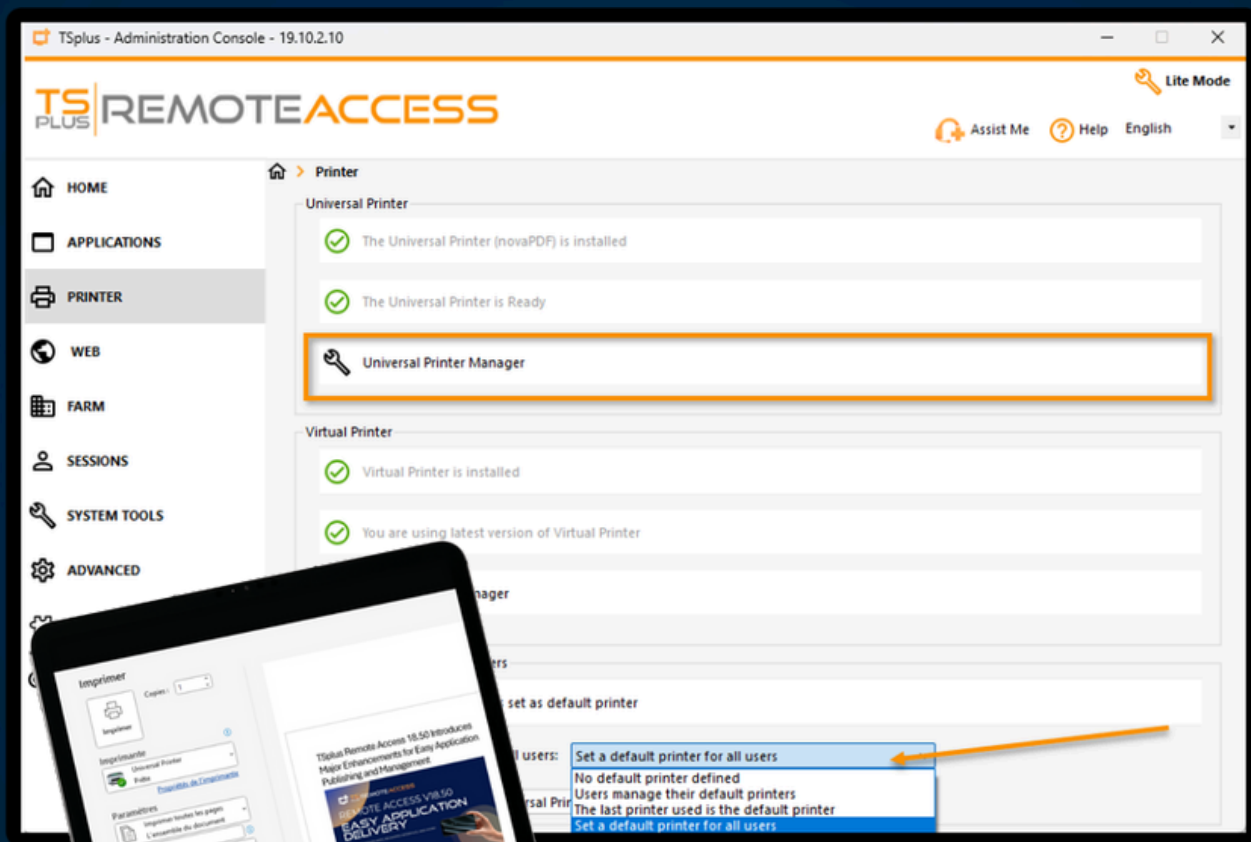 TSplus - Administration Console - 19.10.2.10
Lite Mode
TS PLUS REMOTEACCESS
Assist Me
Help
English
HOME
APPLICATIONS
PRINTER
WEB
FARM
SESSIONS
SYSTEM TOOLS
ADVANCED
Printer
Universal Printer
The Universal Printer (novaPDF) is installed
The Universal Printer is Ready
Universal Printer Manager
Virtual Printer
Virtual Printer is installed
You are using latest version of Virtual Printer
set as default printer
users:
Set a default printer for all users
No default printer defined
Users manage their default printers
The last printer used is the default printer
Set a default printer for all users
Imprimer
Copies : 1
Imprimer
Imprimante
Universal Printer
Prête
Propriétés de l'imprimante
Paramètres
Imprimer toutes les pages
L'ensemble du document
TSplus Remote Access 18.50 Introduces
Major Enhancements for Easy Application
Publishing and Management
REMOTEACCESS
REMOTE ACCESS V18.50
EASY APPLICATION
DELIVERY